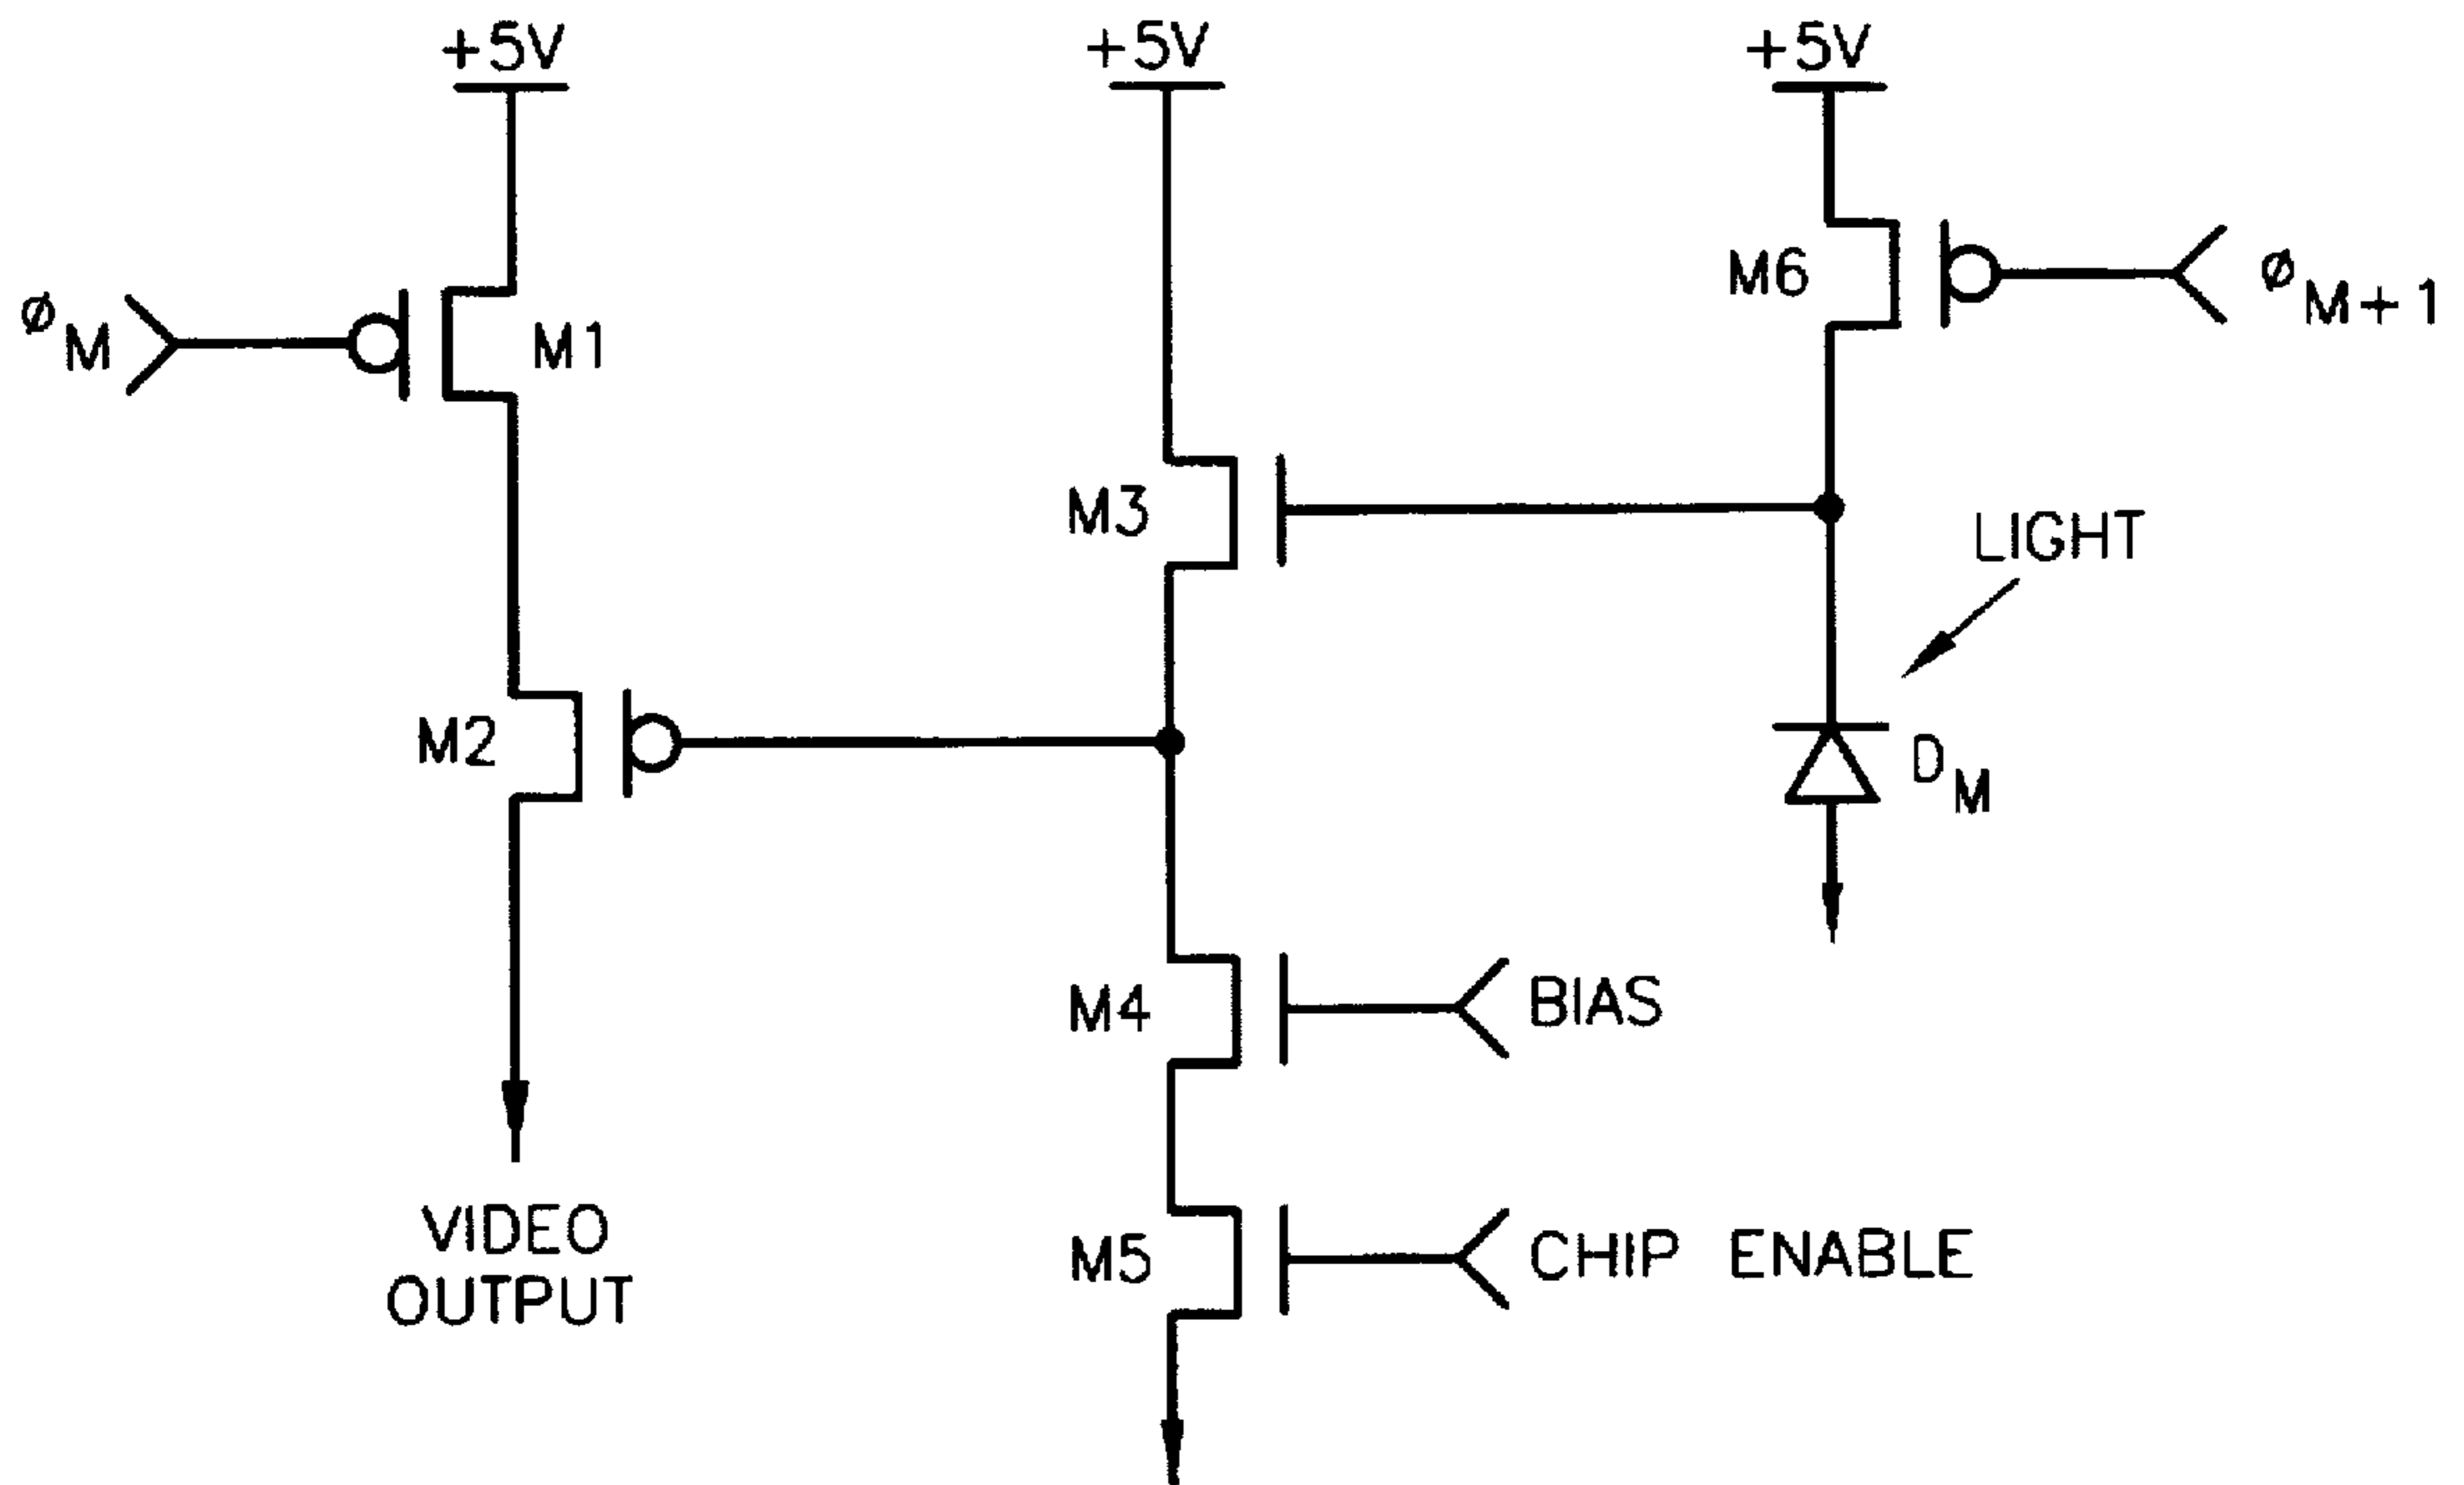 +5V
+5V
+5V
øM
M1
M6
øM+1
M3
LIGHT
M2
DM
M4
BIAS
M5
CHIP ENABLE
VIDEO
OUTPUT